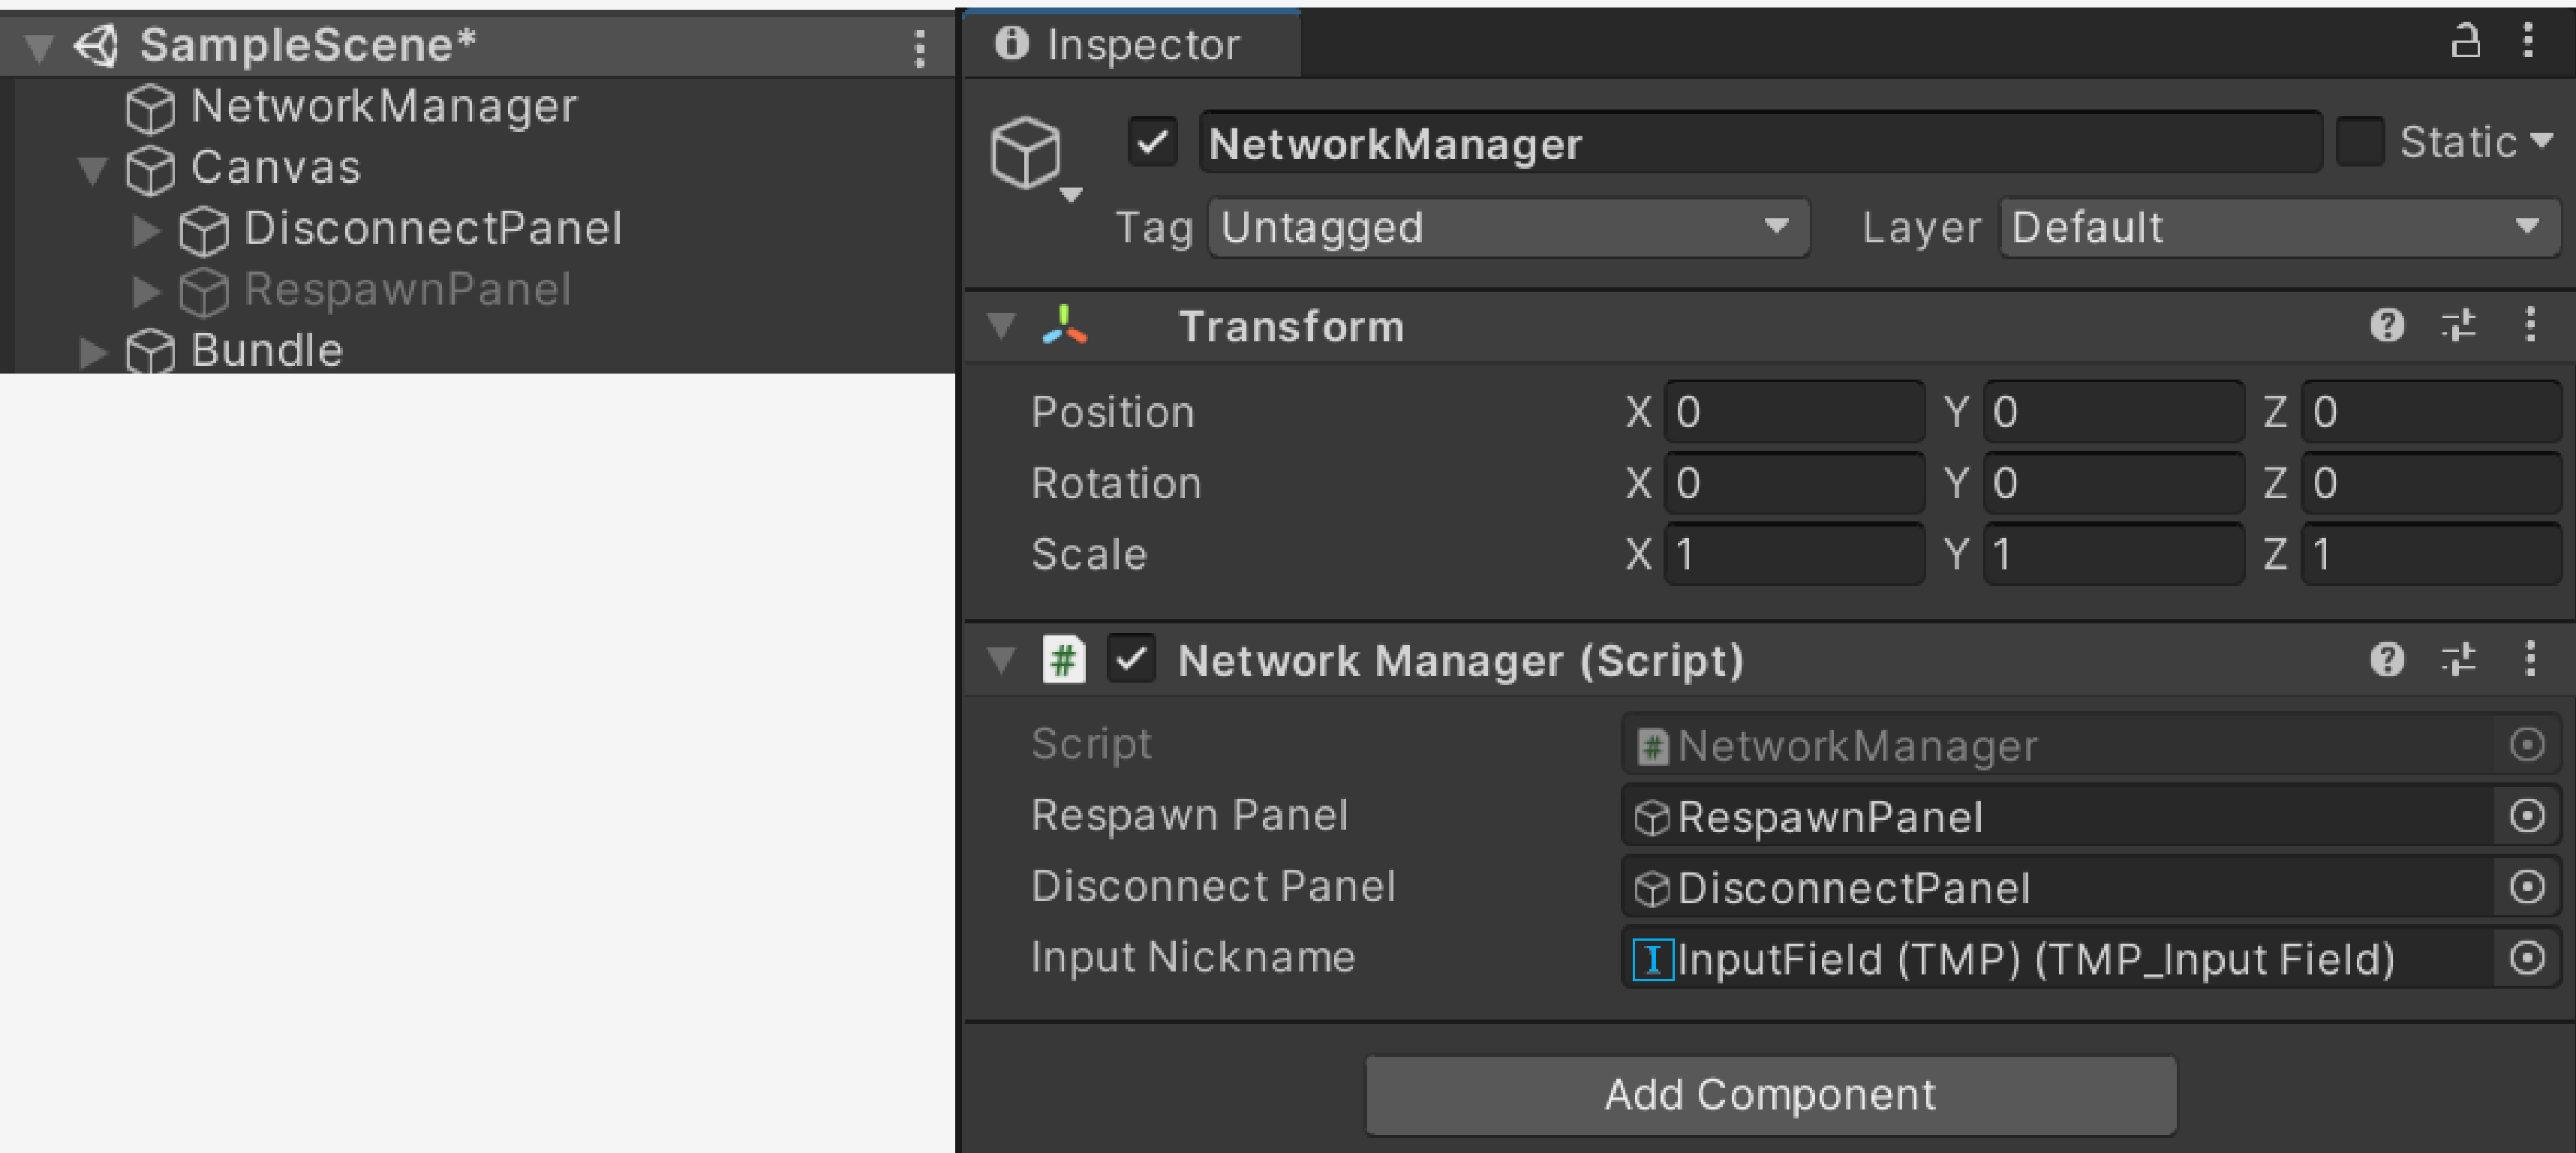 SampleScene*
NetworkManager
Canvas
DisconnectPanel
RespawnPanel
Bundle
Inspector
NetworkManager Static
Tag Untagged Layer Default
Transform
Position X 0 Y 0 Z 0
Rotation X 0 Y 0 Z 0
Scale X 1 Y 1 Z 1
# Network Manager (Script)
Script # NetworkManager
Respawn Panel RespawnPanel
Disconnect Panel DisconnectPanel
Input Nickname InputField (TMP) (TMP_Input Field)
Add Component